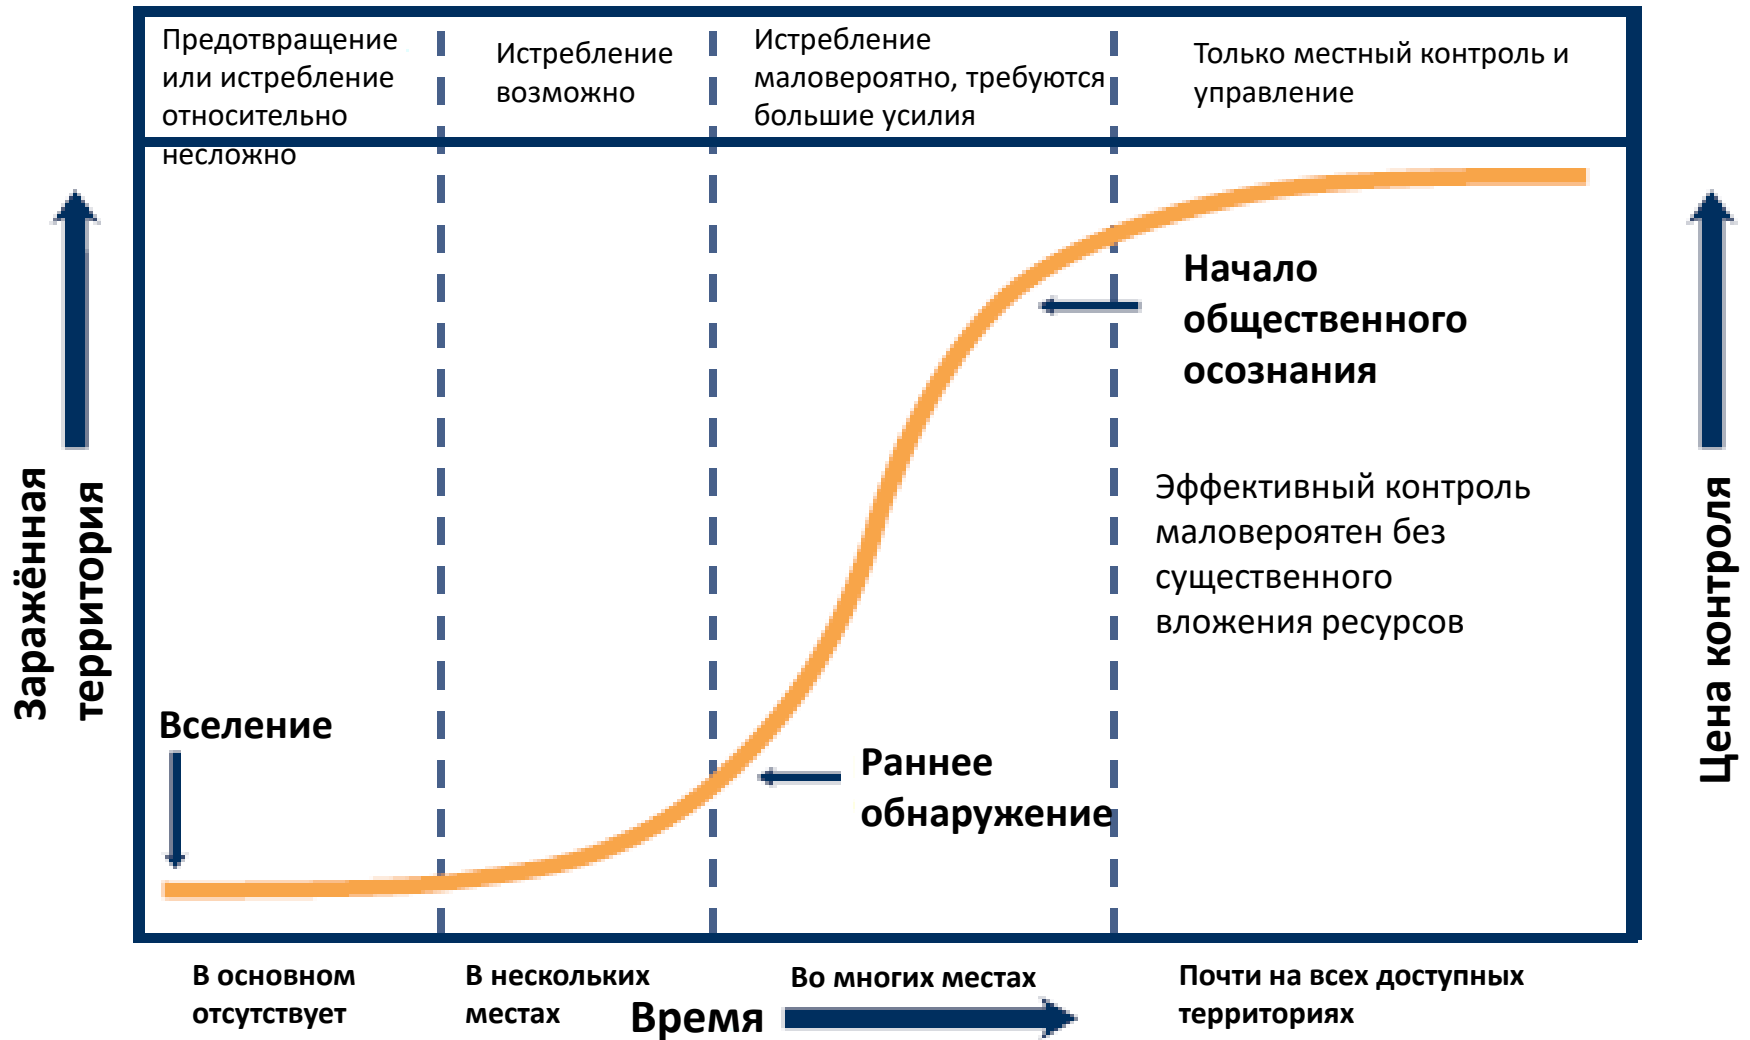 Предотвращение
или истребление
относительно
несложно
Истребление
возможно
Истребление
маловероятно, требуются
большие усилия
Только местный контроль и
управление
Заражённая
территория
Цена контроля
Начало
общественного
осознания
Эффективный контроль
маловероятен без
существенного
вложения ресурсов
Вселение
Раннее
обнаружение
В основном
отсутствует
В нескольких
местах
Во многих местах
Почти на всех доступных
территориях
Время